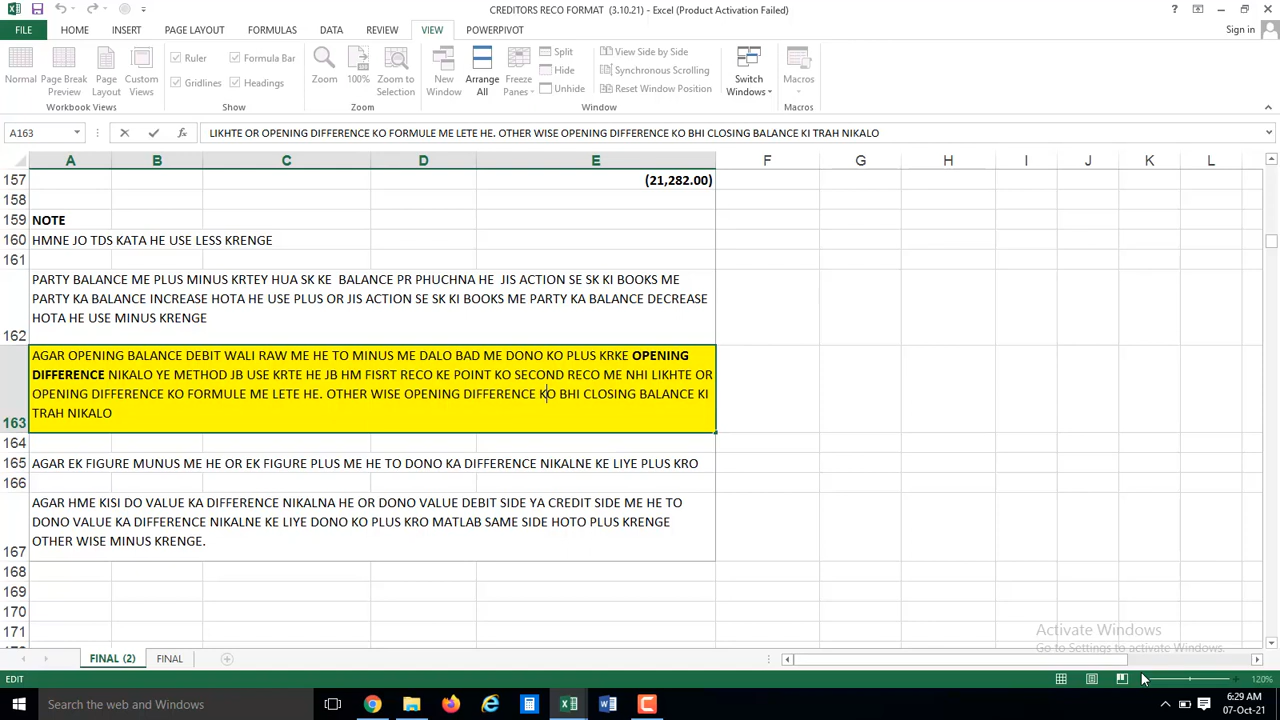 CREDITORS RECO FORMAT (3.10.21) - Excel (Product Activation Failed)
FILE HOME INSERT PAGE LAYOUT FORMULAS DATA REVIEW VIEW POWERPIVOT Sign in
Normal Page Break Preview Page Layout Custom Views Ruler Formula Bar Gridlines Headings Zoom 100% Zoom to Selection New Window Arrange All Freeze Panes Split Hide Unhide View Side by Side Synchronous Scrolling Reset Window Position Switch Windows Macros
Workbook Views Show Zoom Window Macros
A163 fx LIKHTE OR OPENING DIFFERENCE KO FORMULE ME LETE HE. OTHER WISE OPENING DIFFERENCE KO BHI CLOSING BALANCE KI TRAH NIKALO
A B C D E F G H I J K L
157 (21,282.00)
158
159 NOTE
160 HMNE JO TDS KATA HE USE LESS KRENGE
161
PARTY BALANCE ME PLUS MINUS KRTEY HUA SK KE BALANCE PR PHUCHNA HE JIS ACTION SE SK KI BOOKS ME
PARTY KA BALANCE INCREASE HOTA HE USE PLUS OR JIS ACTION SE SK KI BOOKS ME PARTY KA BALANCE DECREASE
HOTA HE USE MINUS KRENGE
162
AGAR OPENING BALANCE DEBIT WALI RAW ME HE TO MINUS ME DALO BAD ME DONO KO PLUS KRKE OPENING
DIFFERENCE NIKALO YE METHOD JB USE KRTE HE JB HM FISRT RECO KE POINT KO SECOND RECO ME NHI LIKHTE OR
OPENING DIFFERENCE KO FORMULE ME LETE HE. OTHER WISE OPENING DIFFERENCE KO BHI CLOSING BALANCE KI
TRAH NIKALO
163
164
165 AGAR EK FIGURE MUNUS ME HE OR EK FIGURE PLUS ME HE TO DONO KA DIFFERENCE NIKALNE KE LIYE PLUS KRO
166
AGAR HME KISI DO VALUE KA DIFFERENCE NIKALNA HE OR DONO VALUE DEBIT SIDE YA CREDIT SIDE ME HE TO
DONO VALUE KA DIFFERENCE NIKALNE KE LIYE DONO KO PLUS KRO MATLAB SAME SIDE HOTO PLUS KRENGE
OTHER WISE MINUS KRENGE.
167
168
169
170
171
Activate Windows
Go to Settings to activate Windows.
FINAL (2) FINAL
EDIT 120%
Search the web and Windows
6:29 AM
07-Oct-21